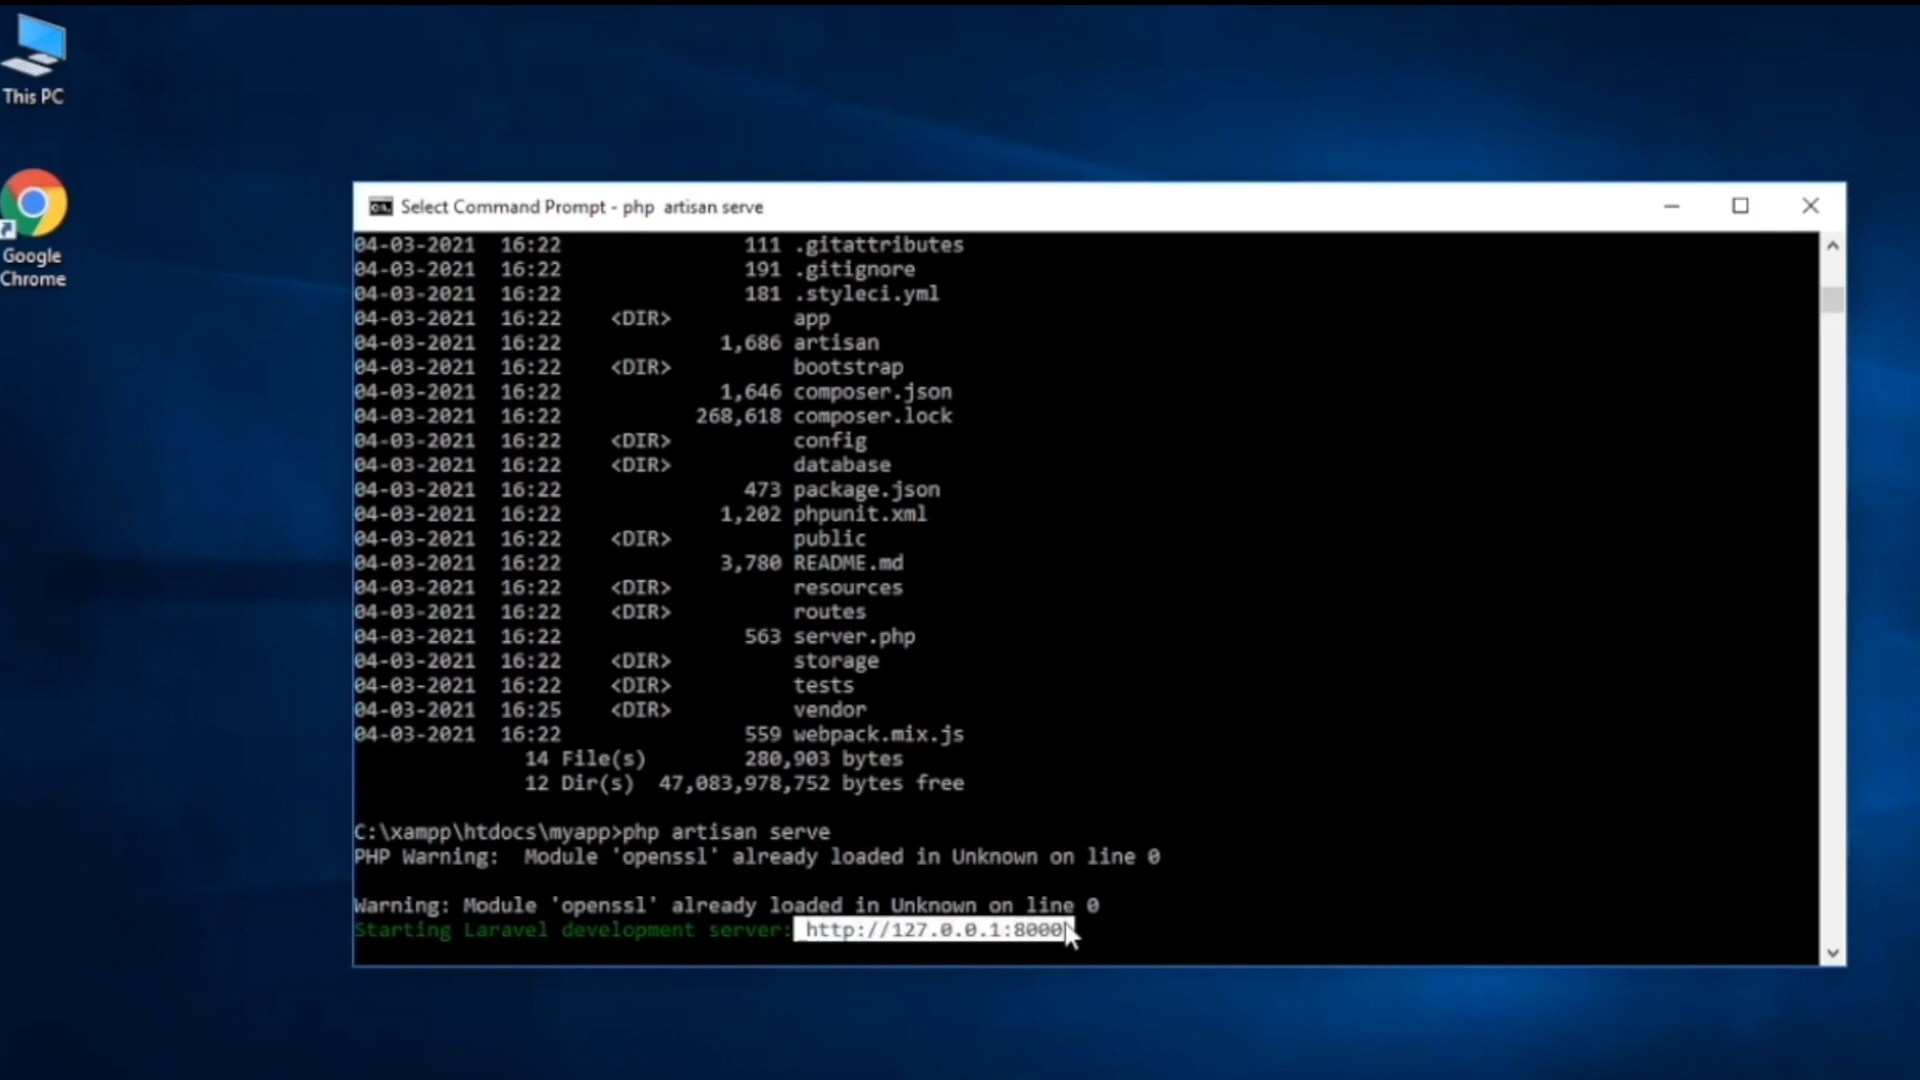 This PC
Google
Chrome
Select Command Prompt - php  artisan serve
04-03-2021  16:22               111 .gitattributes
04-03-2021  16:22               191 .gitignore
04-03-2021  16:22               181 .styleci.yml
04-03-2021  16:22    <DIR>          app
04-03-2021  16:22             1,686 artisan
04-03-2021  16:22    <DIR>          bootstrap
04-03-2021  16:22             1,646 composer.json
04-03-2021  16:22           268,618 composer.lock
04-03-2021  16:22    <DIR>          config
04-03-2021  16:22    <DIR>          database
04-03-2021  16:22               473 package.json
04-03-2021  16:22             1,202 phpunit.xml
04-03-2021  16:22    <DIR>          public
04-03-2021  16:22             3,780 README.md
04-03-2021  16:22    <DIR>          resources
04-03-2021  16:22    <DIR>          routes
04-03-2021  16:22               563 server.php
04-03-2021  16:22    <DIR>          storage
04-03-2021  16:22    <DIR>          tests
04-03-2021  16:25    <DIR>          vendor
04-03-2021  16:22               559 webpack.mix.js
14 File(s)        280,903 bytes
12 Dir(s)  47,083,978,752 bytes free
C:\xampp\htdocs\myapp>php artisan serve
PHP Warning:  Module 'openssl' already loaded in Unknown on line 0
Warning: Module 'openssl' already loaded in Unknown on line 0
Starting Laravel development server: http://127.0.0.1:8000